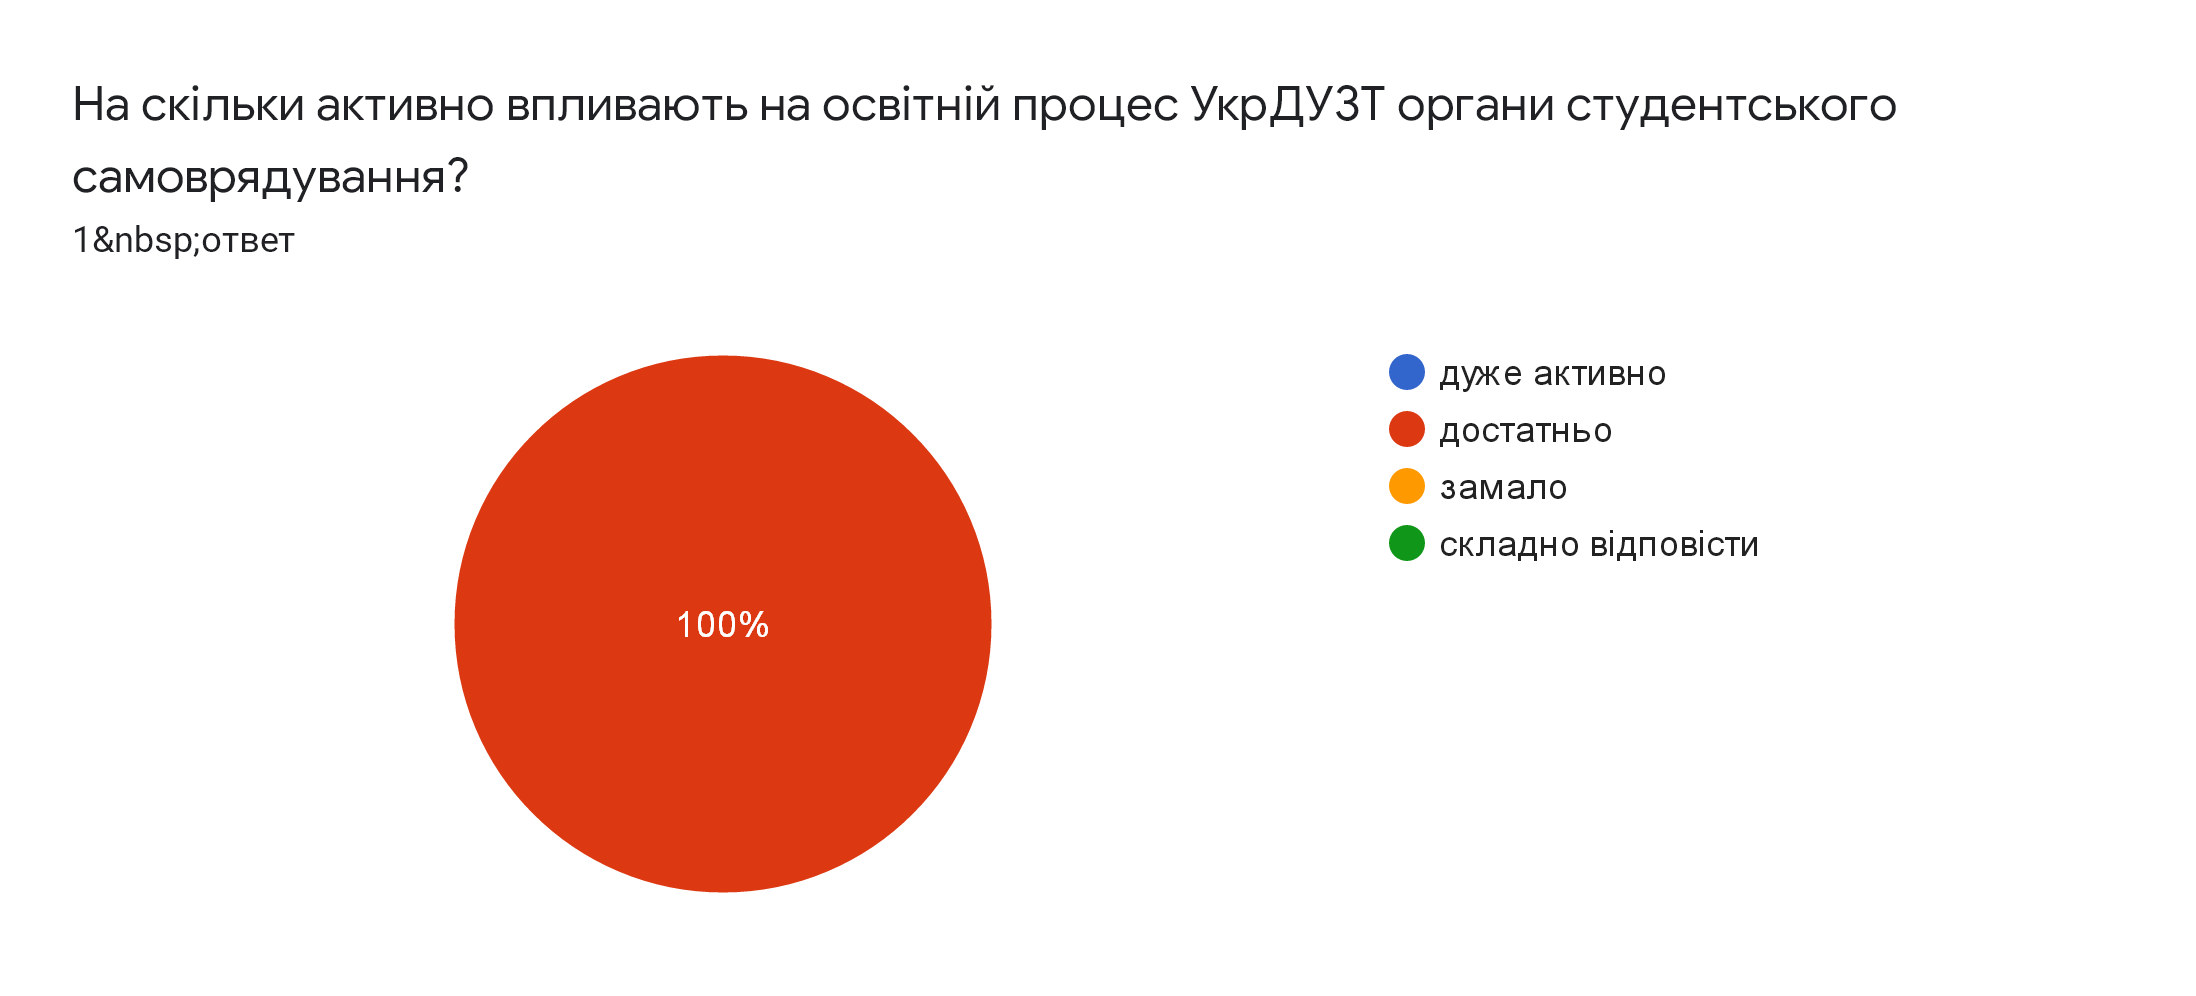 На скільки активно впливають на освітній процес УкрДУЗТ органи студентського
самоврядування?
1&nbsp;ответ
100%
дуже активно
достатньо
замало
складно відповісти